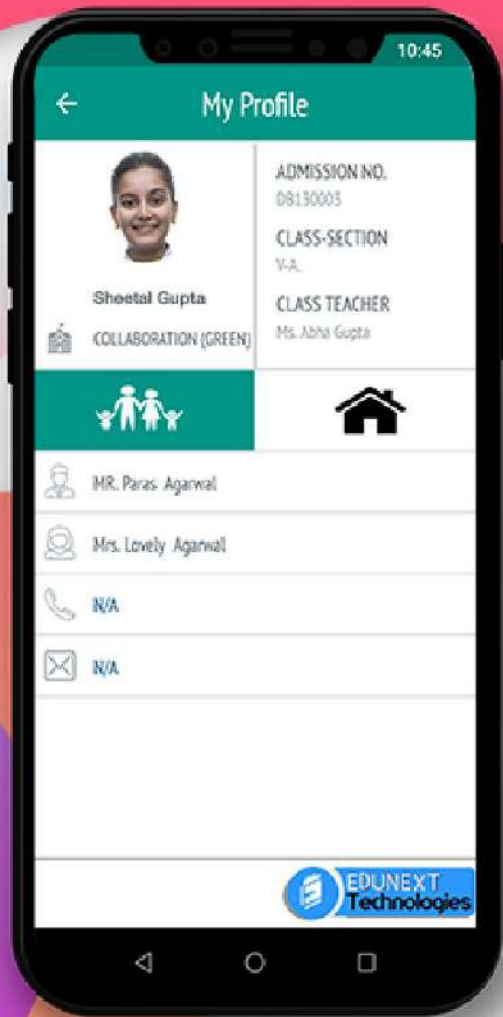 10:45
My Profile
Sheetal Gupta
COLLABORATION (GREEN)
ADMISSION NO.
DB130003
CLASS-SECTION
V-A.
CLASS TEACHER
Ms. Abha Gupta
MR. Paras Agarwal
Mrs. Lovely Agarwal
N/A
N/A
EDUNEXT
Technologies